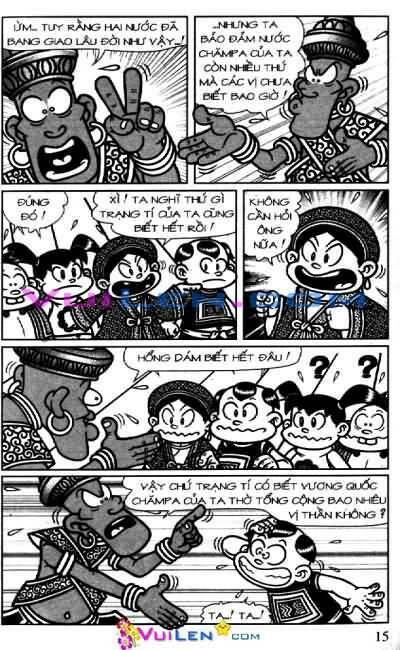 ỪM... TUY RẰNG HAI NƯỚC ĐÃ
BANG GIAO LÂU ĐỜI NHƯ VẬY...!
...NHƯNG TA
BẢO ĐẢM NƯỚC
CHĂMPA CỦA TA
CÒN NHIỀU THỨ
MÀ CÁC VỊ CHƯA
BIẾT BAO GIỜ!
ĐÚNG
ĐÓ!
XÌ! TA NGHĨ THỨ GÌ
TRẠNG TÍ CỦA TA CŨNG
BIẾT HẾT RỒI!
KHÔNG
CẦN HỎI
ÔNG
NỮA!
VUILEN.COM
HỔNG DÁM BIẾT HẾT ĐÂU!
? ?
VẬY CHỨ TRẠNG TÍ CÓ BIẾT VƯƠNG QUỐC
CHĂMPA CỦA TA THỜ TỔNG CỘNG BAO NHIÊU
VỊ THẦN KHÔNG?
TA...! TA...!
VUILEN.COM
15